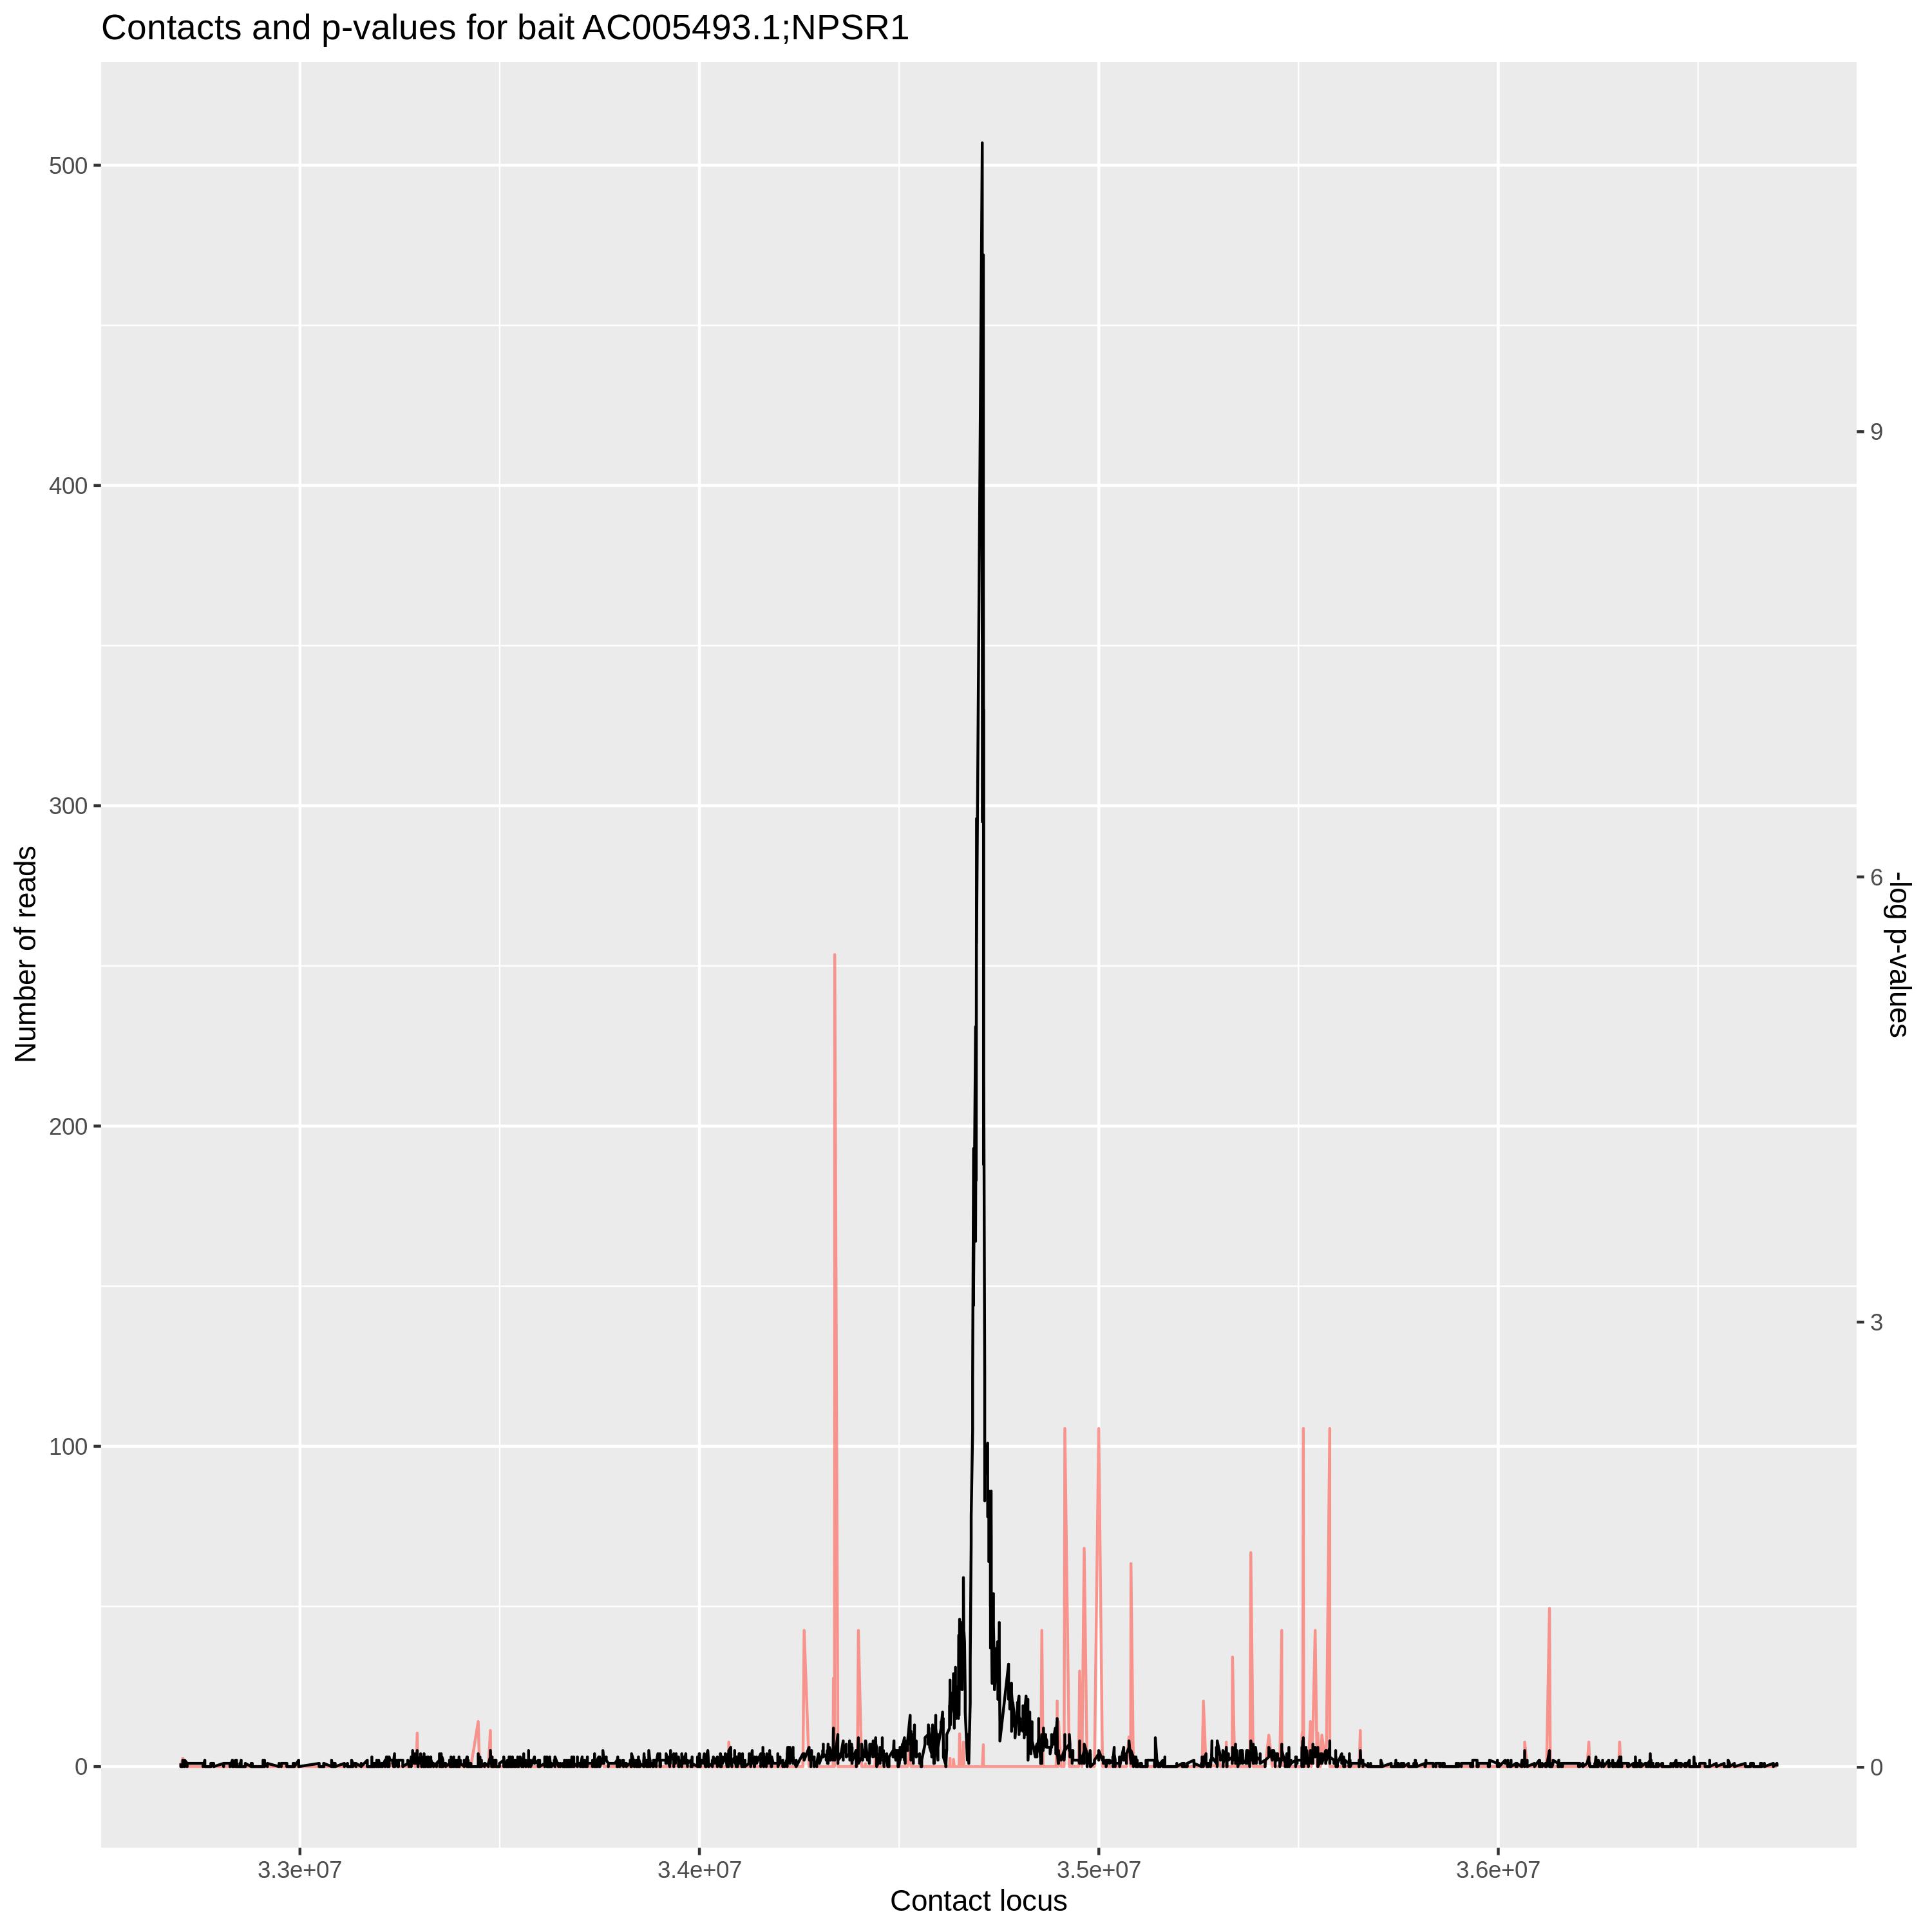 Contacts and p-values for bait AC005493.1;NPSR1
500
400
300
200
100
0
Number of reads
9
6
3
0
-log p-values
3.3e+07 3.4e+07 3.5e+07 3.6e+07
Contact locus